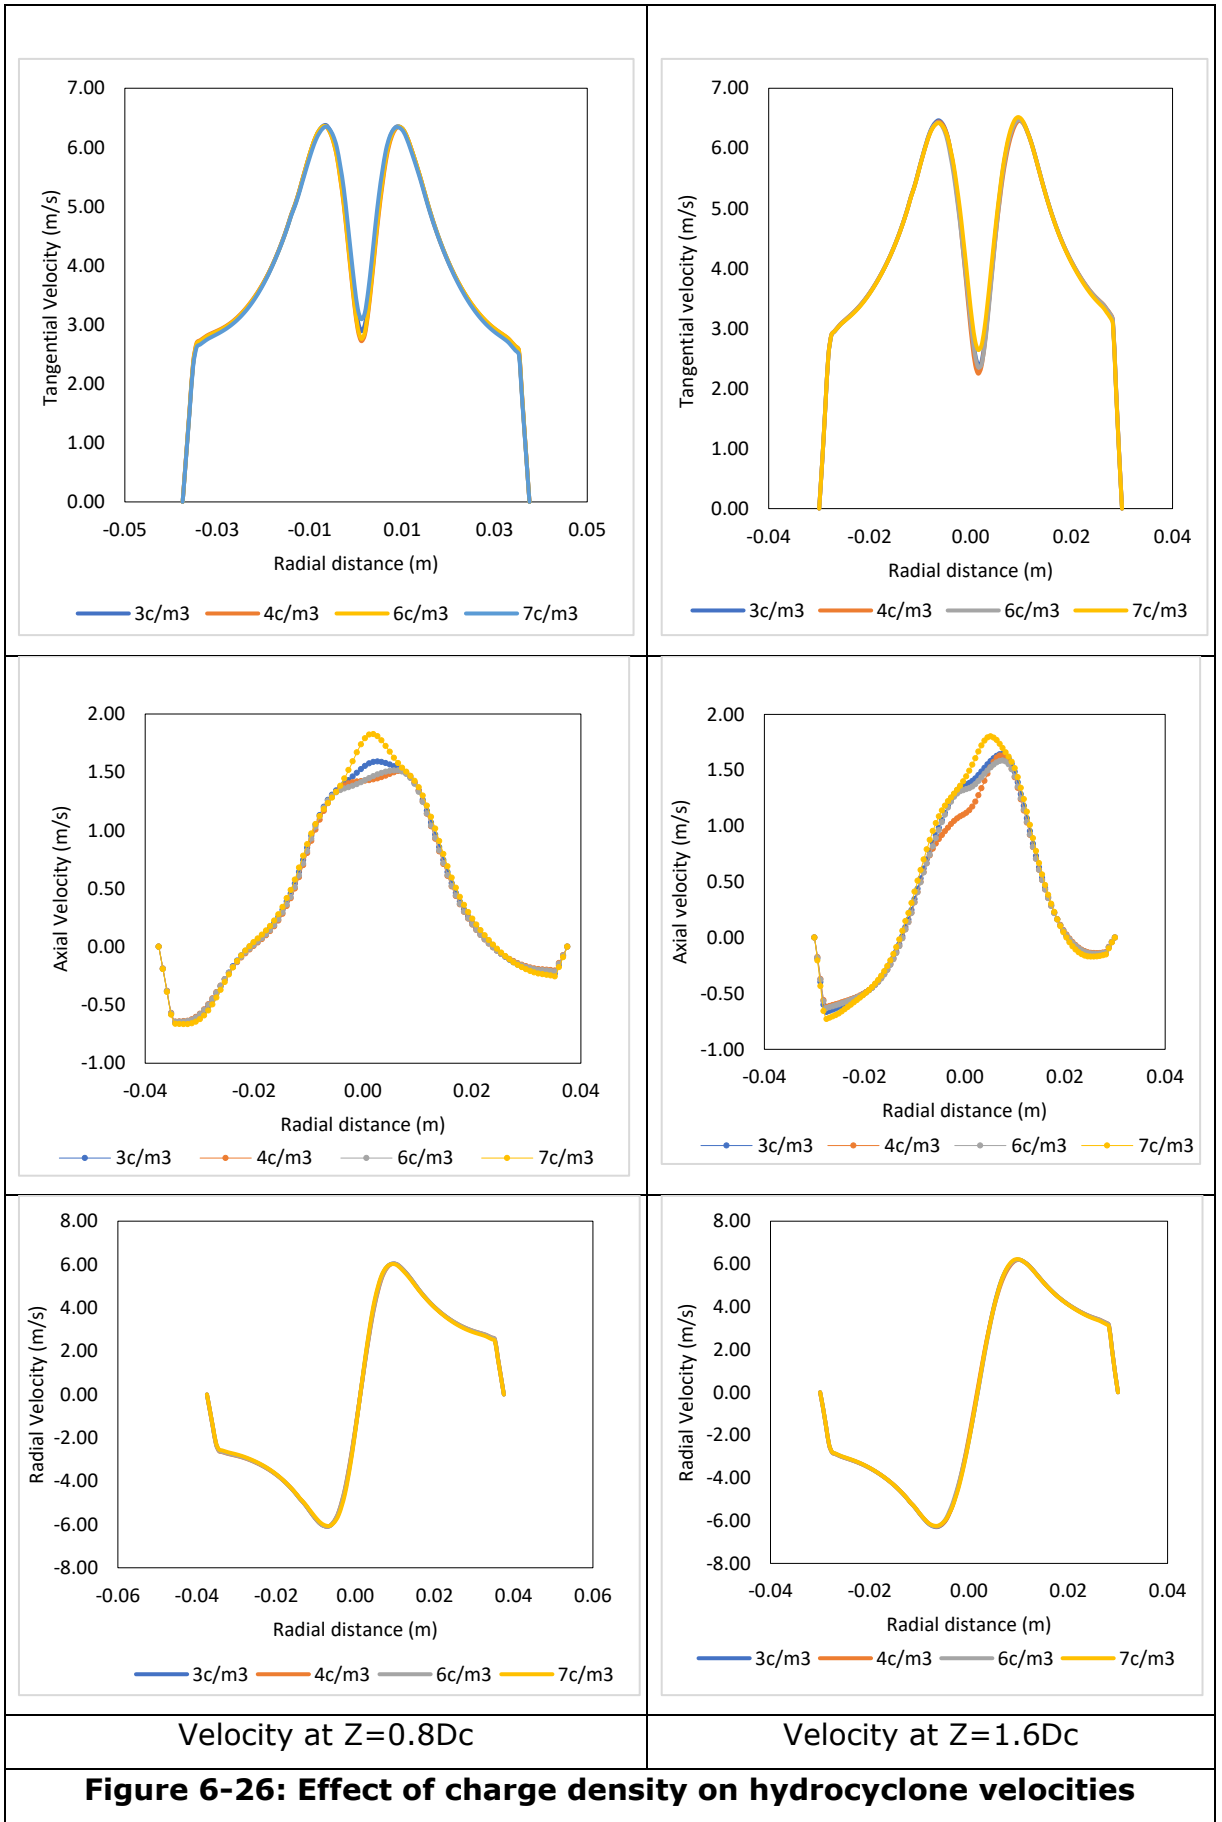 7.00
6.00
5.00
4.00
3.00
2.00
1.00
0.00
Tangential Velocity (m/s)
-0.05 -0.03 -0.01 0.01 0.03 0.05
Radial distance (m)
3c/m3 4c/m3 6c/m3 7c/m3
7.00
6.00
5.00
4.00
3.00
2.00
1.00
0.00
Tangential velocity (m/s)
-0.04 -0.02 0.00 0.02 0.04
Radial distance (m)
3c/m3 4c/m3 6c/m3 7c/m3
2.00
1.50
1.00
0.50
0.00
-0.50
-1.00
Axial Velocity (m/s)
-0.04 -0.02 0.00 0.02 0.04
Radial distance (m)
3c/m3 4c/m3 6c/m3 7c/m3
2.00
1.50
1.00
0.50
0.00
-0.50
-1.00
Axial velocity (m/s)
-0.04 -0.02 0.00 0.02 0.04
Radial distance (m)
3c/m3 4c/m3 6c/m3 7c/m3
8.00
6.00
4.00
2.00
0.00
-2.00
-4.00
-6.00
-8.00
Radial Velocity (m/s)
-0.06 -0.04 -0.02 0.00 0.02 0.04 0.06
Radial distance (m)
3c/m3 4c/m3 6c/m3 7c/m3
8.00
6.00
4.00
2.00
0.00
-2.00
-4.00
-6.00
-8.00
Radial Velocity (m/s)
-0.04 -0.02 0.00 0.02 0.04
Radial distance (m)
3c/m3 4c/m3 6c/m3 7c/m3
Velocity at Z=0.8Dc
Velocity at Z=1.6Dc
Figure 6-26: Effect of charge density on hydrocyclone velocities